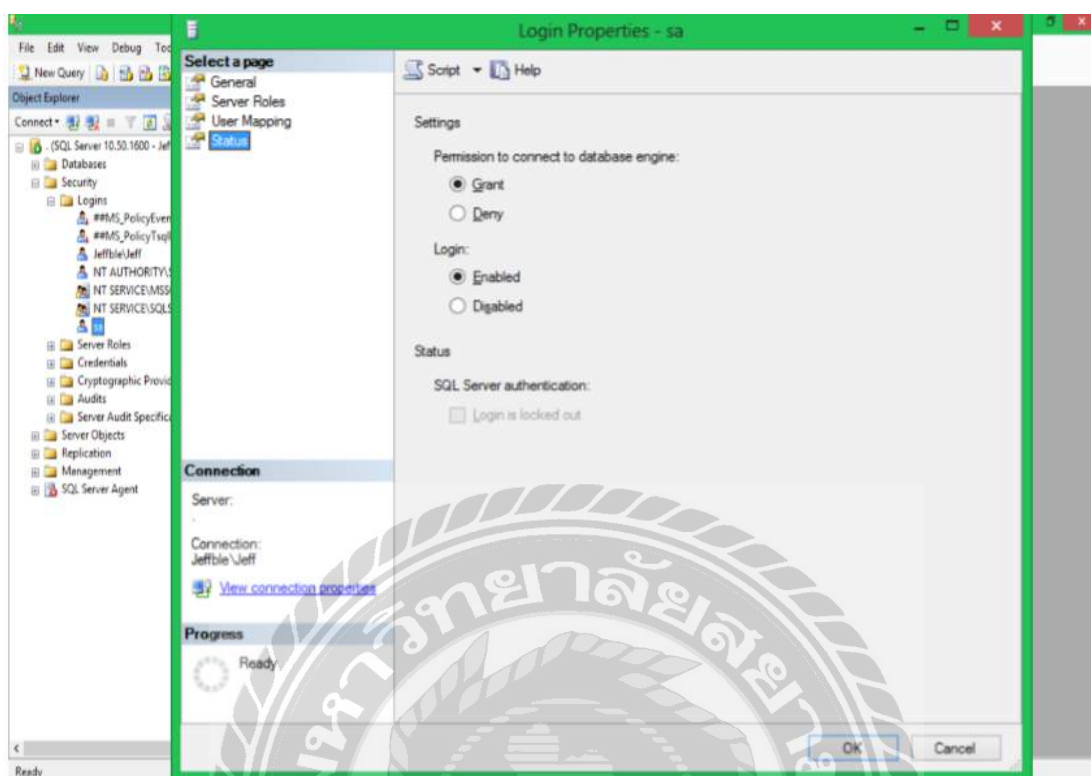 Login Properties - sa
File Edit View Debug
New Query
Object Explorer
Connect
. (SQL Server 10.50.1600 - Jef
Databases
Security
Logins
##MS_PolicyEven
##MS_PolicyTsql
Jeffble\Jeff
NT AUTHORITY\S
NT SERVICE\MSS
NT SERVICE\SQLS
sa
Server Roles
Credentials
Cryptographic Provid
Audits
Server Audit Specific
Server Objects
Replication
Management
SQL Server Agent
Ready
Select a page
General
Server Roles
User Mapping
Status
Connection
Server:
.
Connection:
Jeffble\Jeff
View connection properties
Progress
Ready
Script
Help
Settings
Permission to connect to database engine:
Grant
Deny
Login:
Enabled
Disabled
Status
SQL Server authentication:
Login is locked out
OK
Cancel